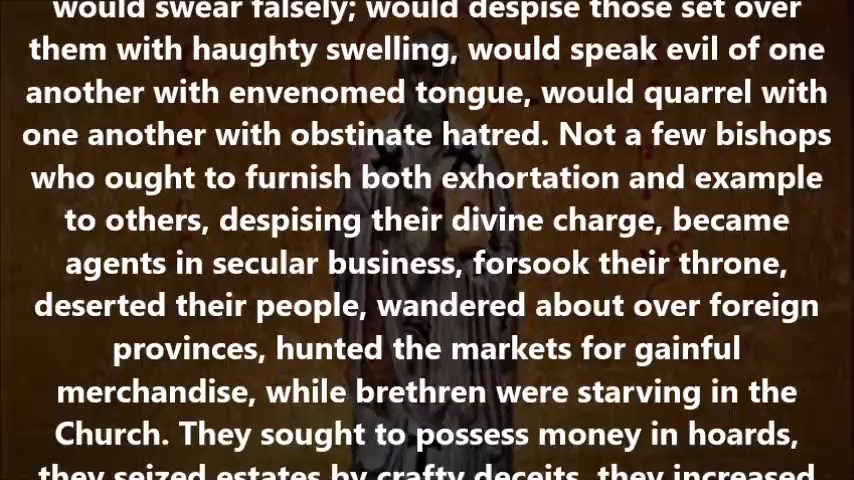 would swear falsely; would despise those set over
them with haughty swelling, would speak evil of one
another with envenomed tongue, would quarrel with
one another with obstinate hatred. Not a few bishops
who ought to furnish both exhortation and example
to others, despising their divine charge, became
agents in secular business, forsook their throne,
deserted their people, wandered about over foreign
provinces, hunted the markets for gainful
merchandise, while brethren were starving in the
Church. They sought to possess money in hoards,
they seized estates by crafty deceits, they increased